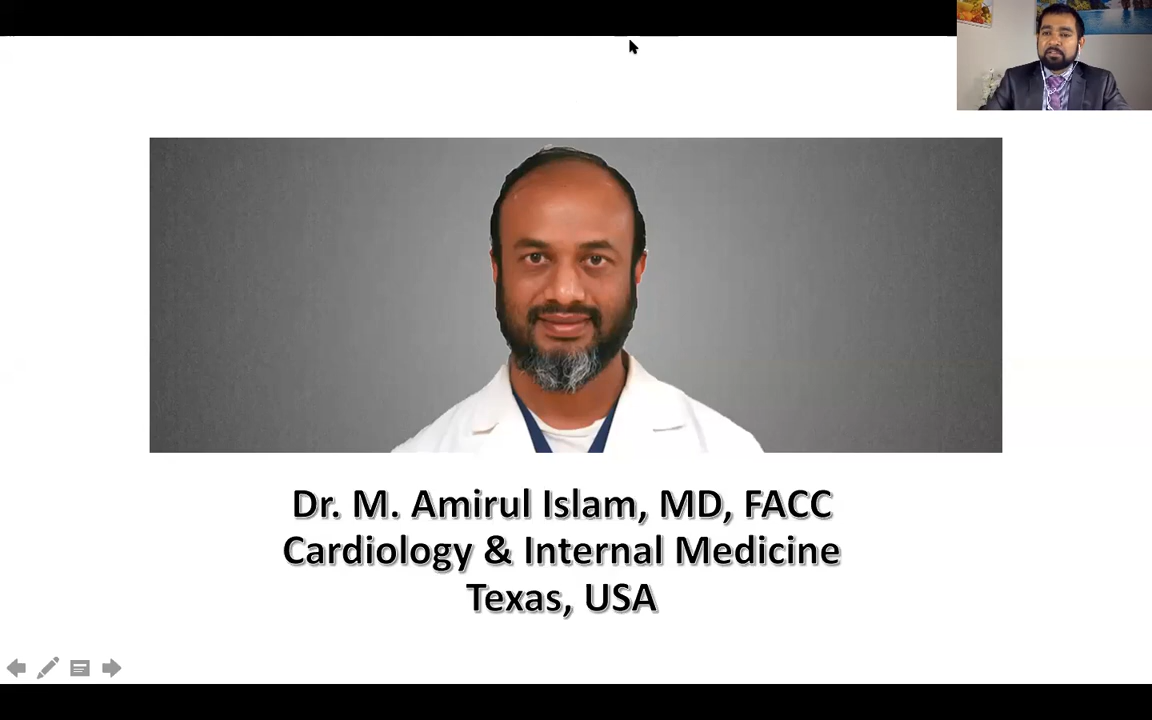 Dr. M. Amirul Islam, MD, FACC
Cardiology & Internal Medicine
Texas, USA